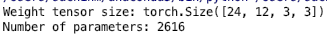 Weight tensor size: torch.Size([24, 12, 3, 3])
Number of parameters: 2616